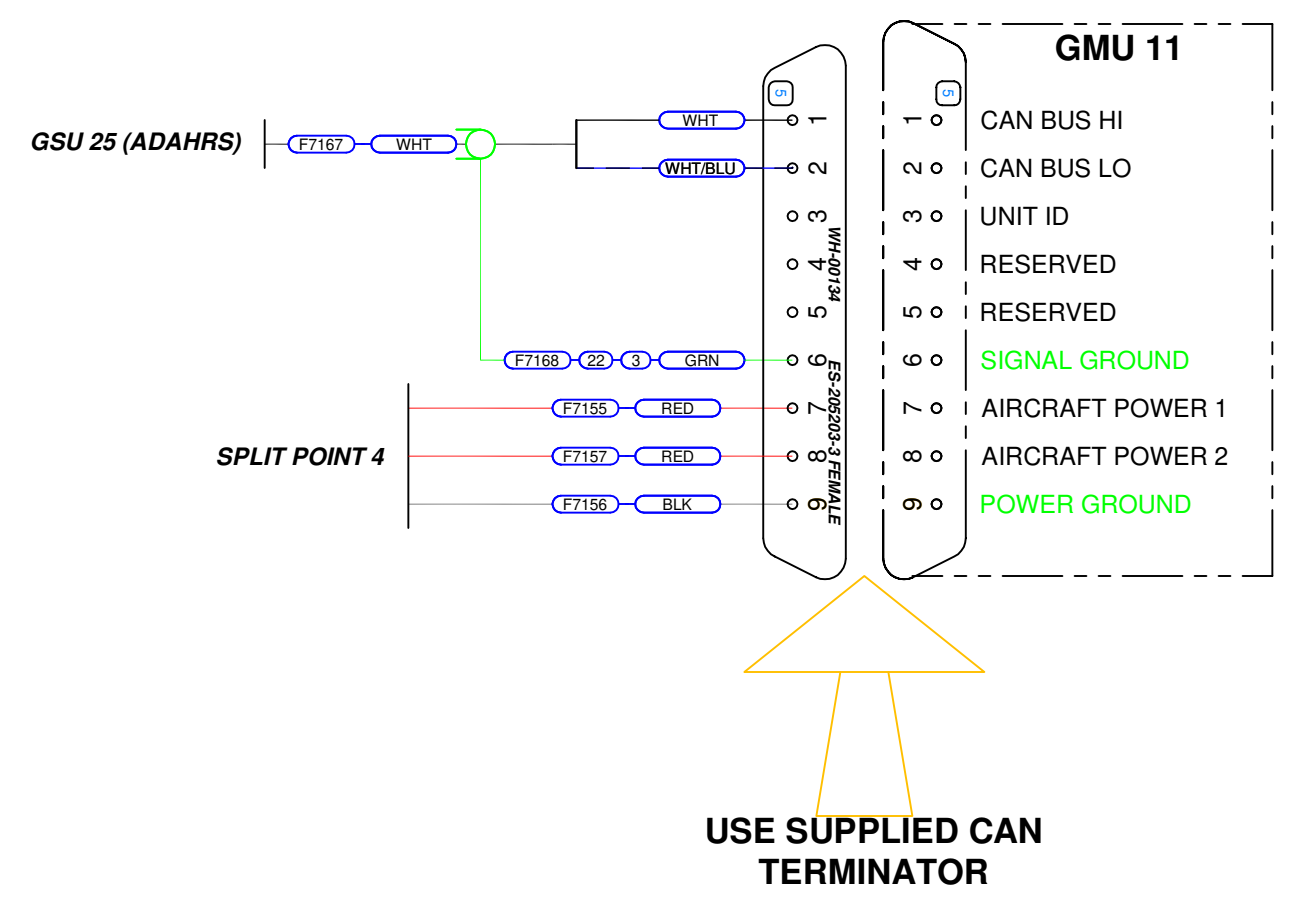 GMU 11
5
5
GSU 25 (ADAHRS)
F7167
WHT
WHT
1
1
CAN BUS HI
WHT/BLU
2
2
CAN BUS LO
3
3
UNIT ID
4
4
RESERVED
5
5
RESERVED
F7168
22
3
GRN
6
6
SIGNAL GROUND
F7155
RED
7
7
AIRCRAFT POWER 1
SPLIT POINT 4
F7157
RED
8
8
AIRCRAFT POWER 2
F7156
BLK
9
9
POWER GROUND
WH-00134
ES-205203-3 FEMALE
USE SUPPLIED CAN
TERMINATOR